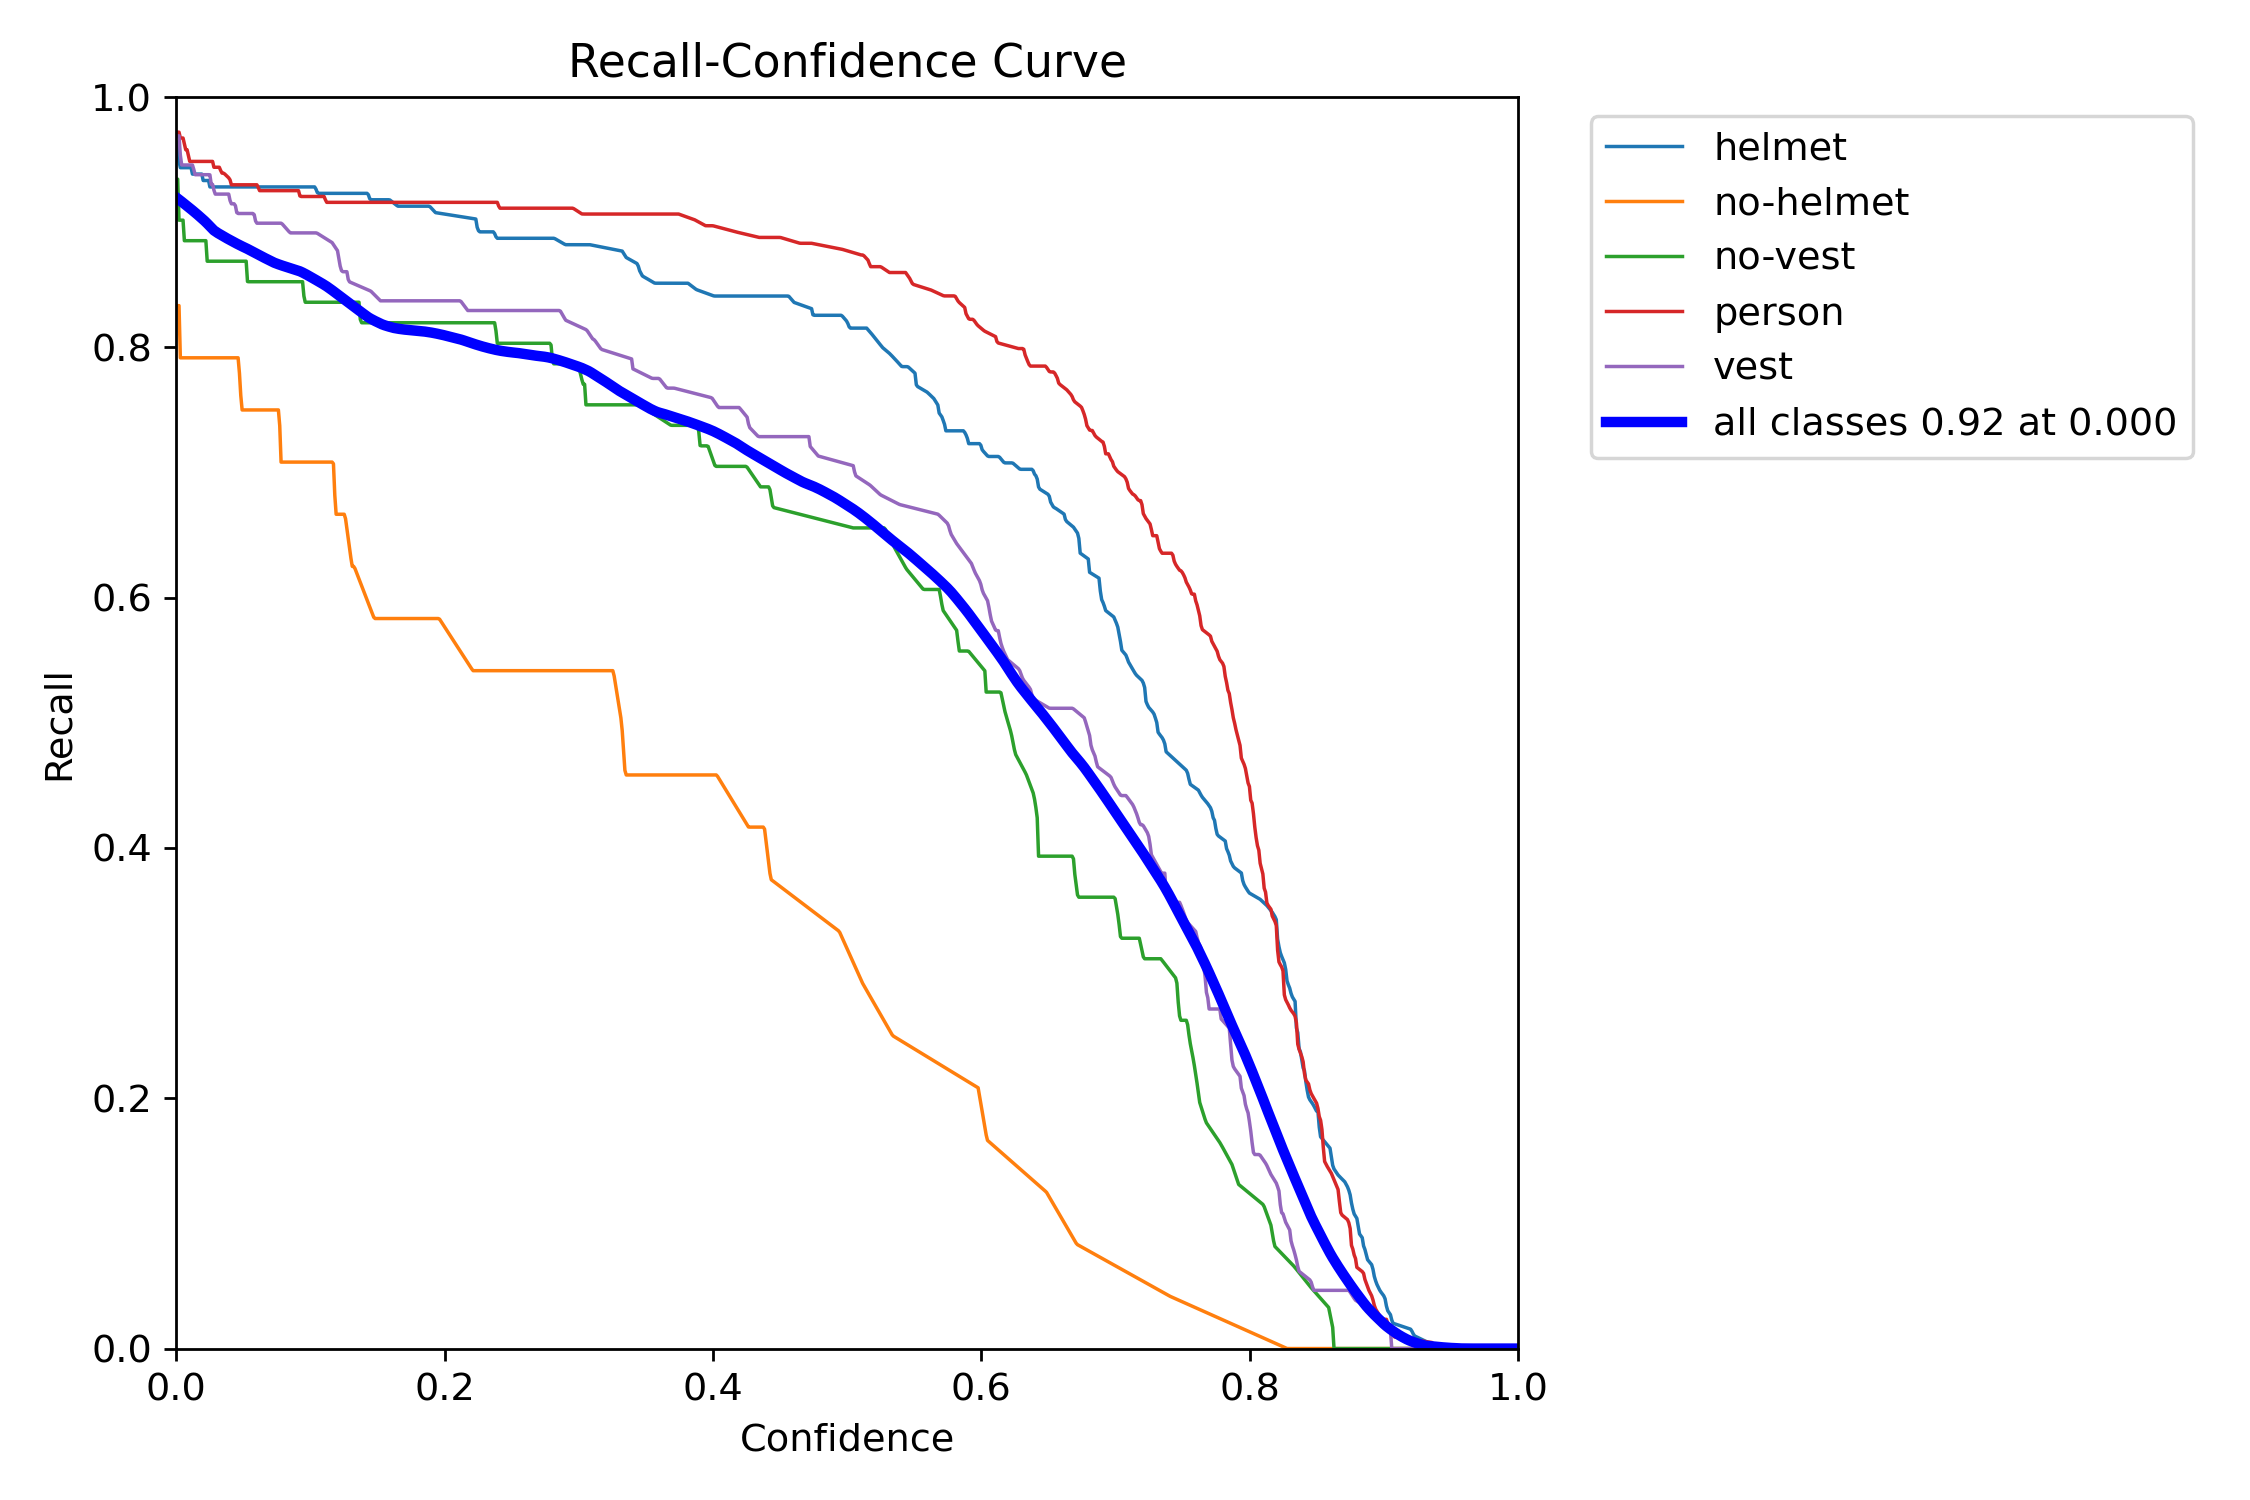 Recall-Confidence Curve
1.0
0.8
0.6
0.4
0.2
0.0
Recall
0.0 0.2 0.4 0.6 0.8 1.0
Confidence
helmet
no-helmet
no-vest
person
vest
all classes 0.92 at 0.000